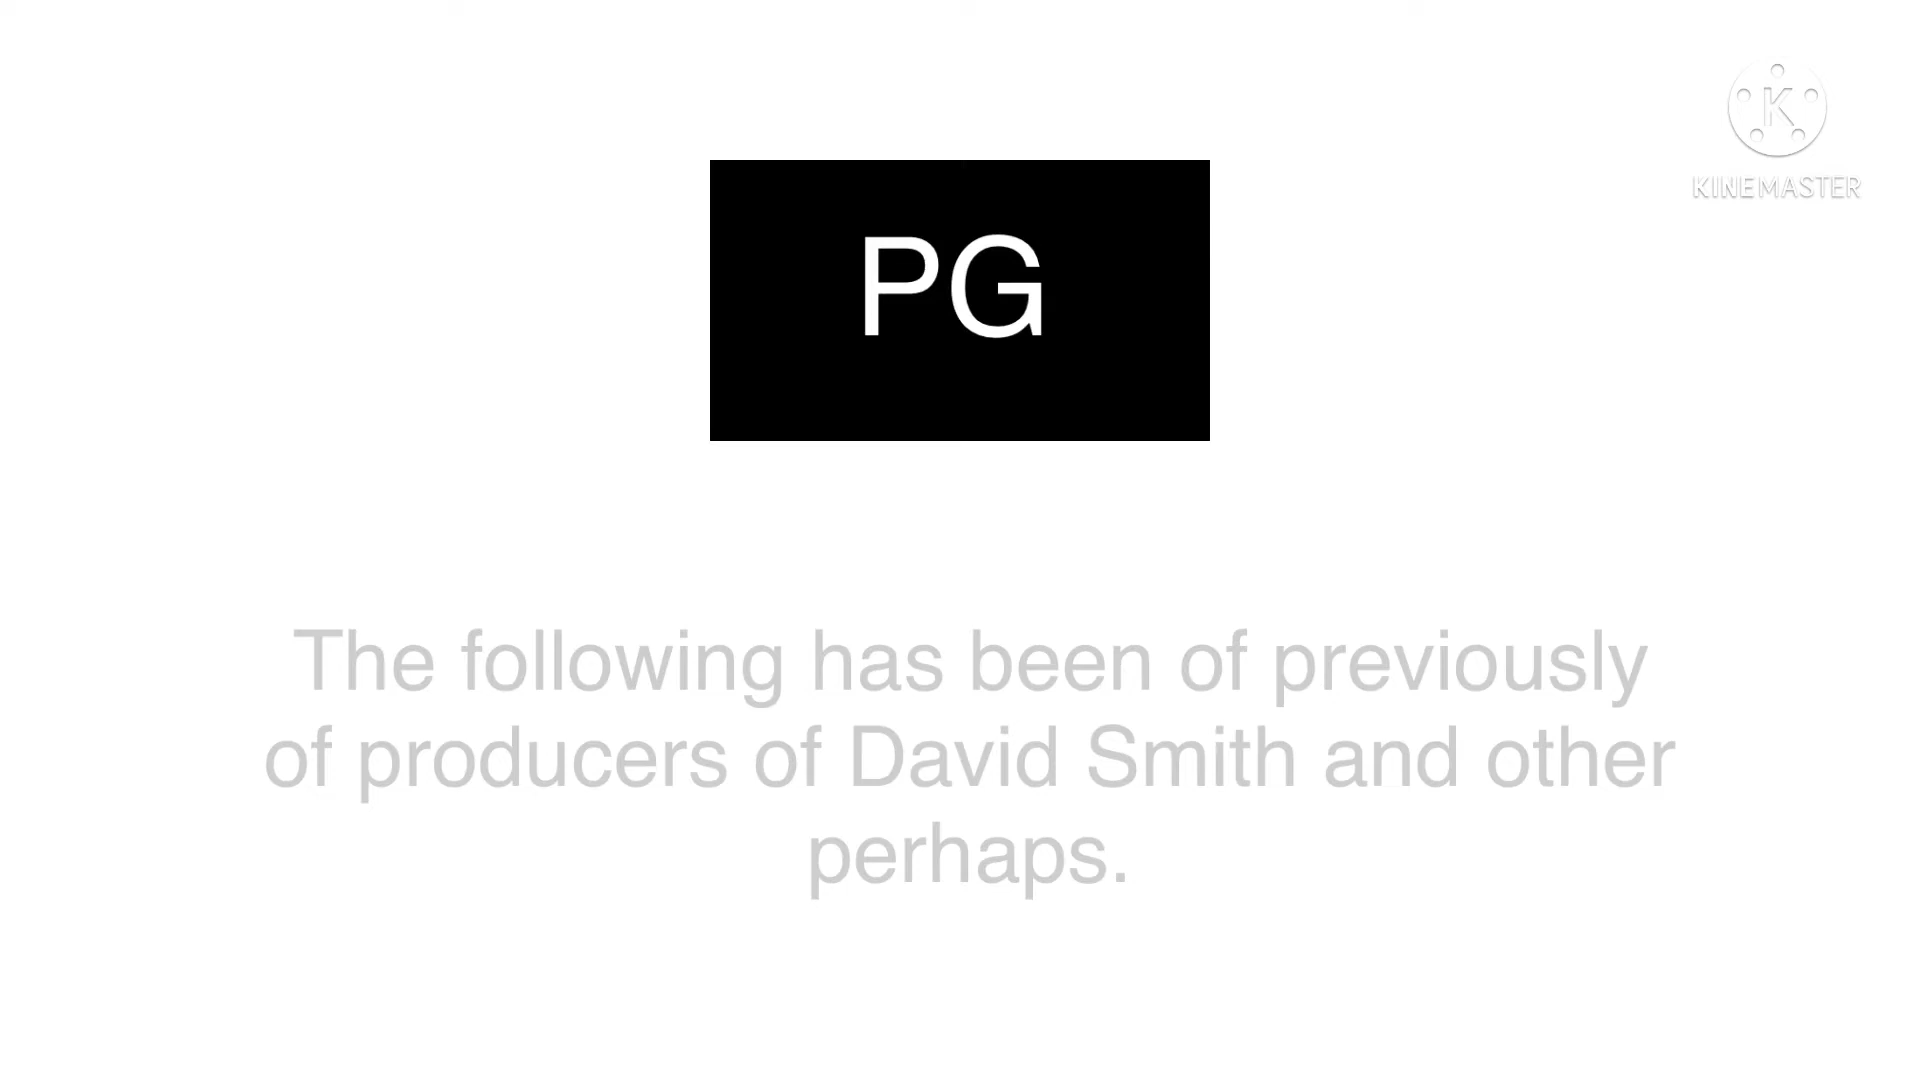 K
KINEMASTER
PG
The following has been of previously
of producers of David Smith and other
perhaps.